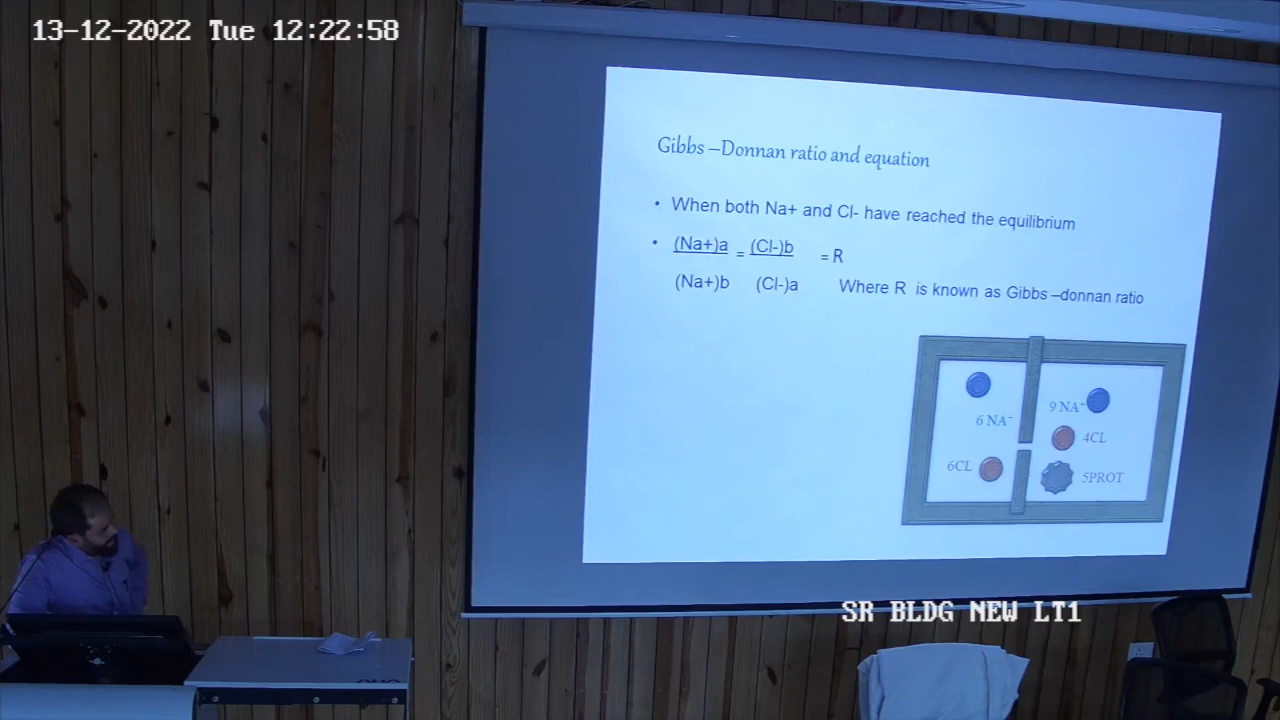 13-12-2022 Tue 12:22:58
Gibbs –Donnan ratio and equation
• When both Na+ and Cl- have reached the equilibrium
• (Na+)a = (Cl-)b = R
(Na+)b (Cl-)a Where R is known as Gibbs –donnan ratio
6 NA+
9 NA+
4CL
6CL
5PROT
SR BLDG NEW LT1